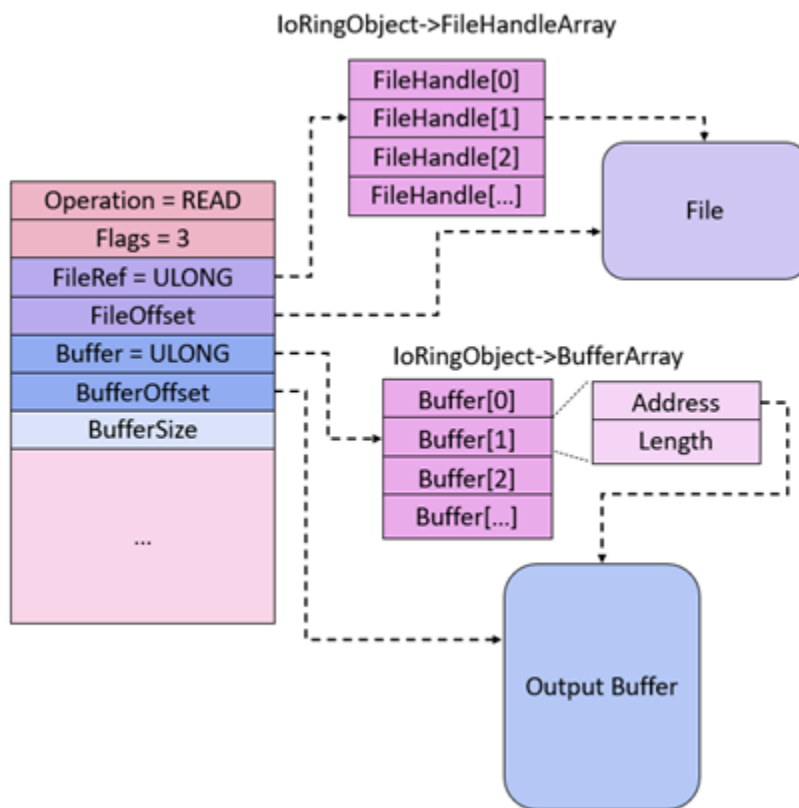 IoRingObject->FileHandleArray
FileHandle[0]
FileHandle[1]
FileHandle[2]
FileHandle[...]
File
Operation = READ
Flags = 3
FileRef = ULONG
FileOffset
Buffer = ULONG
BufferOffset
BufferSize
...
IoRingObject->BufferArray
Buffer[0]
Buffer[1]
Buffer[2]
Buffer[...]
Address
Length
Output Buffer